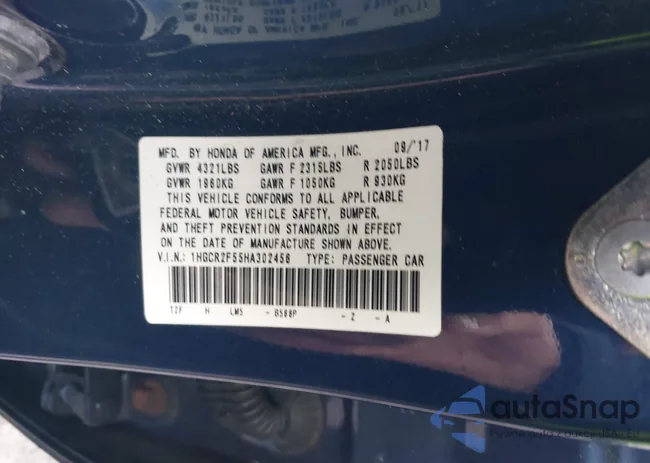 MFD. BY HONDA OF AMERICA MFG., INC. 09/17
GVWR 4321LBS GAWR F 2315LBS R 2050LBS
GVWR 1960KG GAWR F 1050KG R 930KG
THIS VEHICLE CONFORMS TO ALL APPLICABLE
FEDERAL MOTOR VEHICLE SAFETY, BUMPER,
AND THEFT PREVENTION STANDARDS IN EFFECT
ON THE DATE OF MANUFACTURE SHOWN ABOVE.
V.I.N.: 1HGCR2F55HA302456 TYPE: PASSENGER CAR
T2F H LM5 - B588P - Z - A
autaSnap